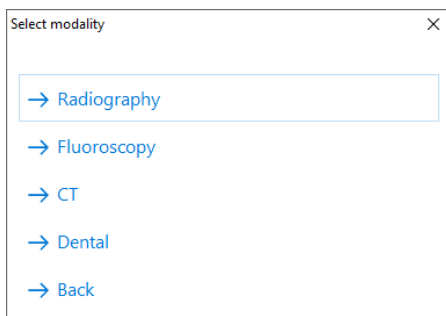 Select modality
→ Radiography
→ Fluoroscopy
→ CT
→ Dental
→ Back